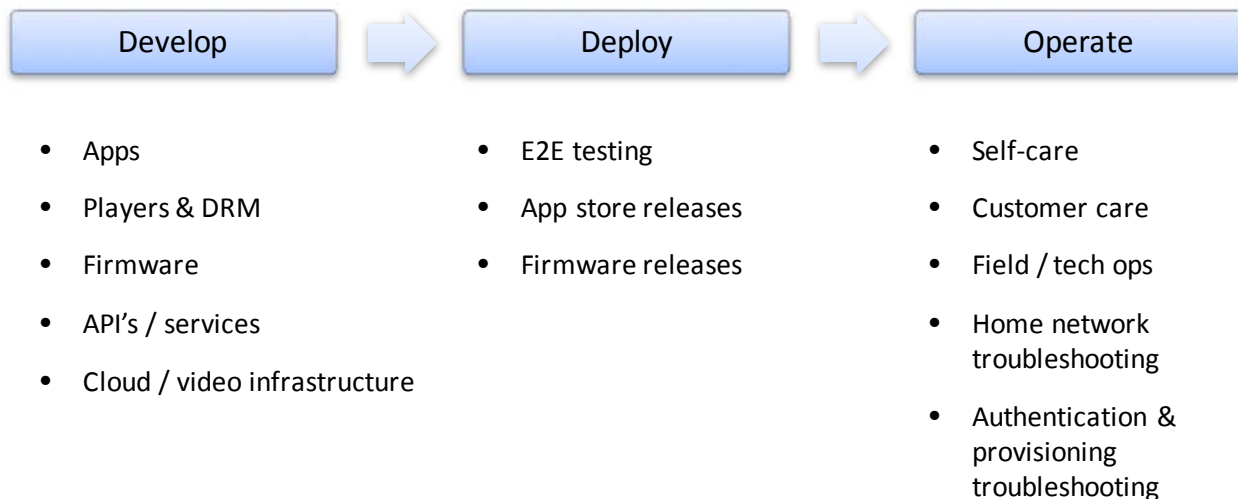 Develop
Deploy
Operate
• Apps
• Players & DRM
• Firmware
• API’s / services
• Cloud / video infrastructure
• E2E testing
• App store releases
• Firmware releases
• Self-care
• Customer care
• Field / tech ops
• Home network
troubleshooting
• Authentication &
provisioning
troubleshooting